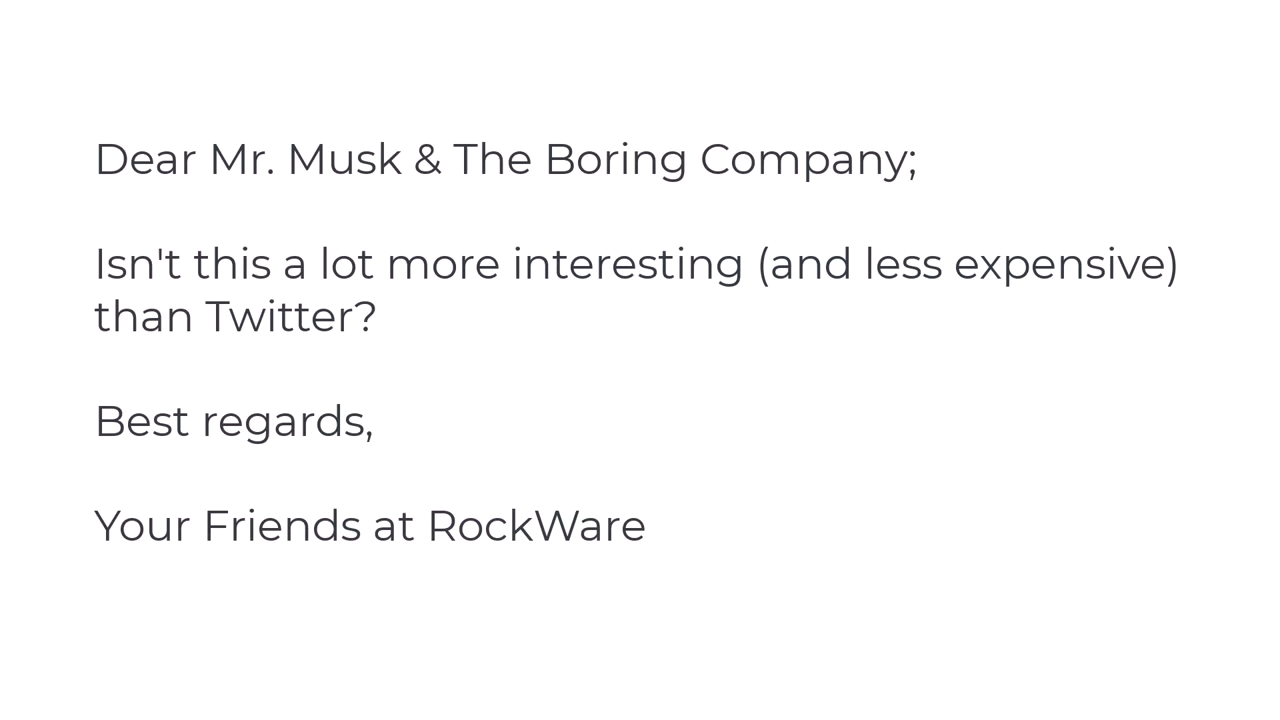 Dear Mr. Musk & The Boring Company;
Isn't this a lot more interesting (and less expensive)
than Twitter?
Best regards,
Your Friends at RockWare